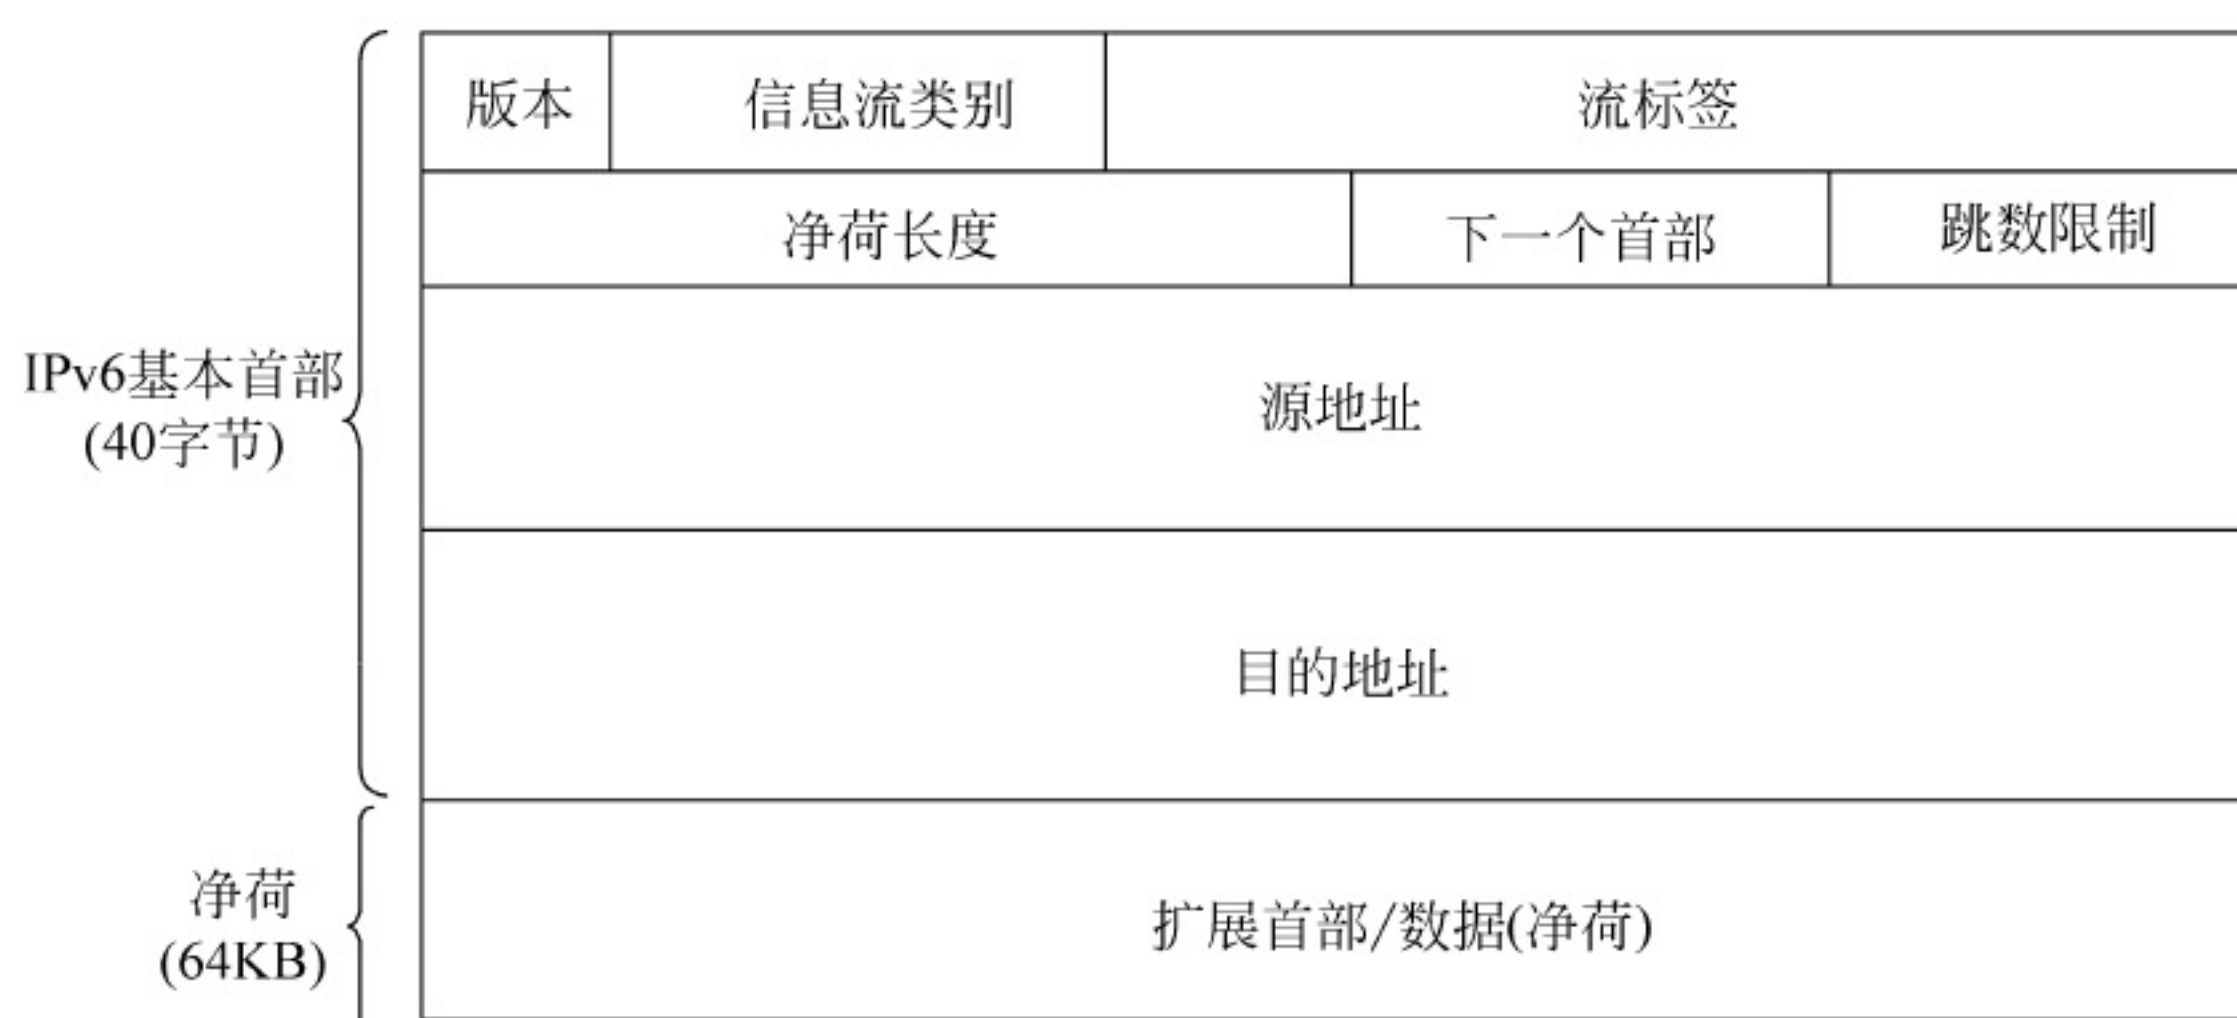 版本 信息流类别 流标签
净荷长度 下一个首部 跳数限制
IPv6基本首部
(40字节)
源地址
目的地址
净荷
(64KB)
扩展首部/数据(净荷)